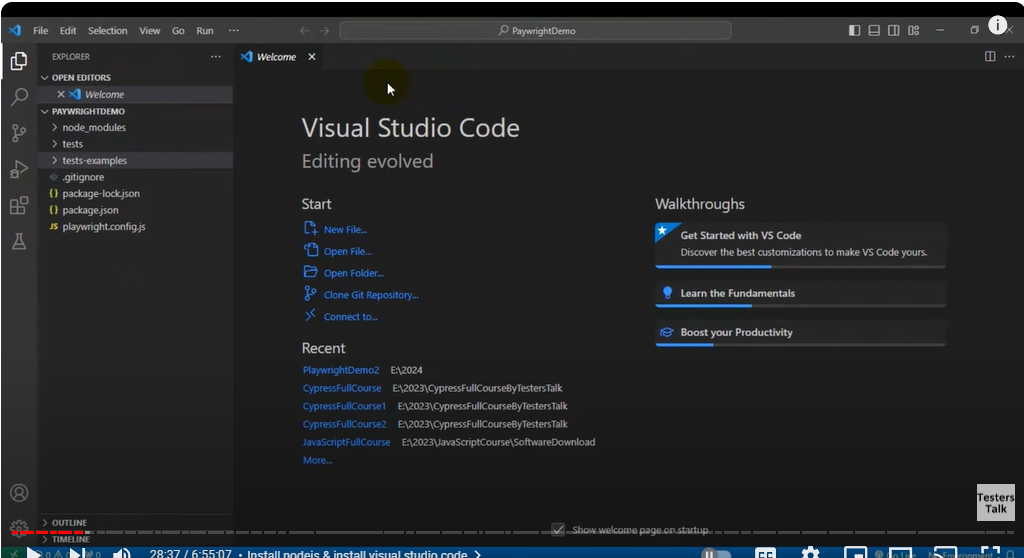 File Edit Selection View Go Run ···
PaywrightDemo
EXPLORER ···
Welcome
OPEN EDITORS
Welcome
PAYWRIGHTDEMO
node_modules
tests
tests-examples
.gitignore
{} package-lock.json
{} package.json
JS playwright.config.js
OUTLINE
TIMELINE
Visual Studio Code
Editing evolved
Start
New File...
Open File...
Open Folder...
Clone Git Repository...
Connect to...
Recent
PlaywrightDemo2 E:\2024
CypressFullCourse E:\2023\CypressFullCourseByTestersTalk
CypressFullCourse1 E:\2023\CypressFullCourseByTestersTalk
CypressFullCourse2 E:\2023\CypressFullCourseByTestersTalk
JavaScriptFullCourse E:\2023\JavaScriptCourse\SoftwareDownload
More...
Walkthroughs
Get Started with VS Code
Discover the best customizations to make VS Code yours.
Learn the Fundamentals
Boost your Productivity
Testers
Talk
Show welcome page on startup
28:37 / 6:55:07 • Install nodejs & install visual studio code